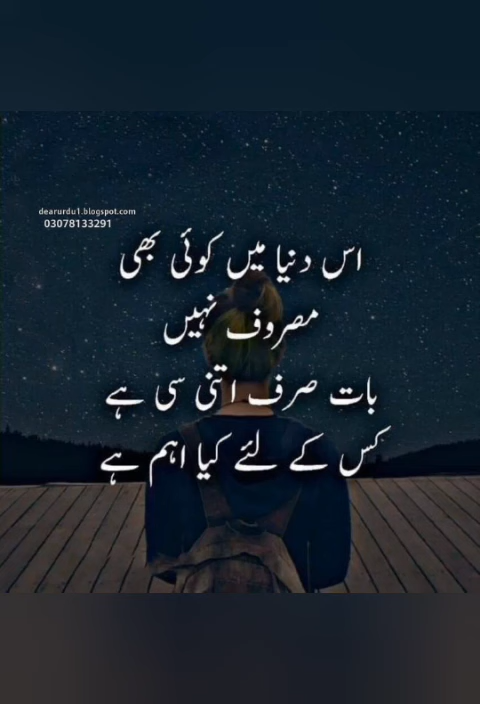 dearurdu1.blogspot.com
03078133291
اس دنیا میں کوئی بھی
مصروف نہیں
بات صرف اتنی سی ہے
کس کے لئے کیا اہم ہے